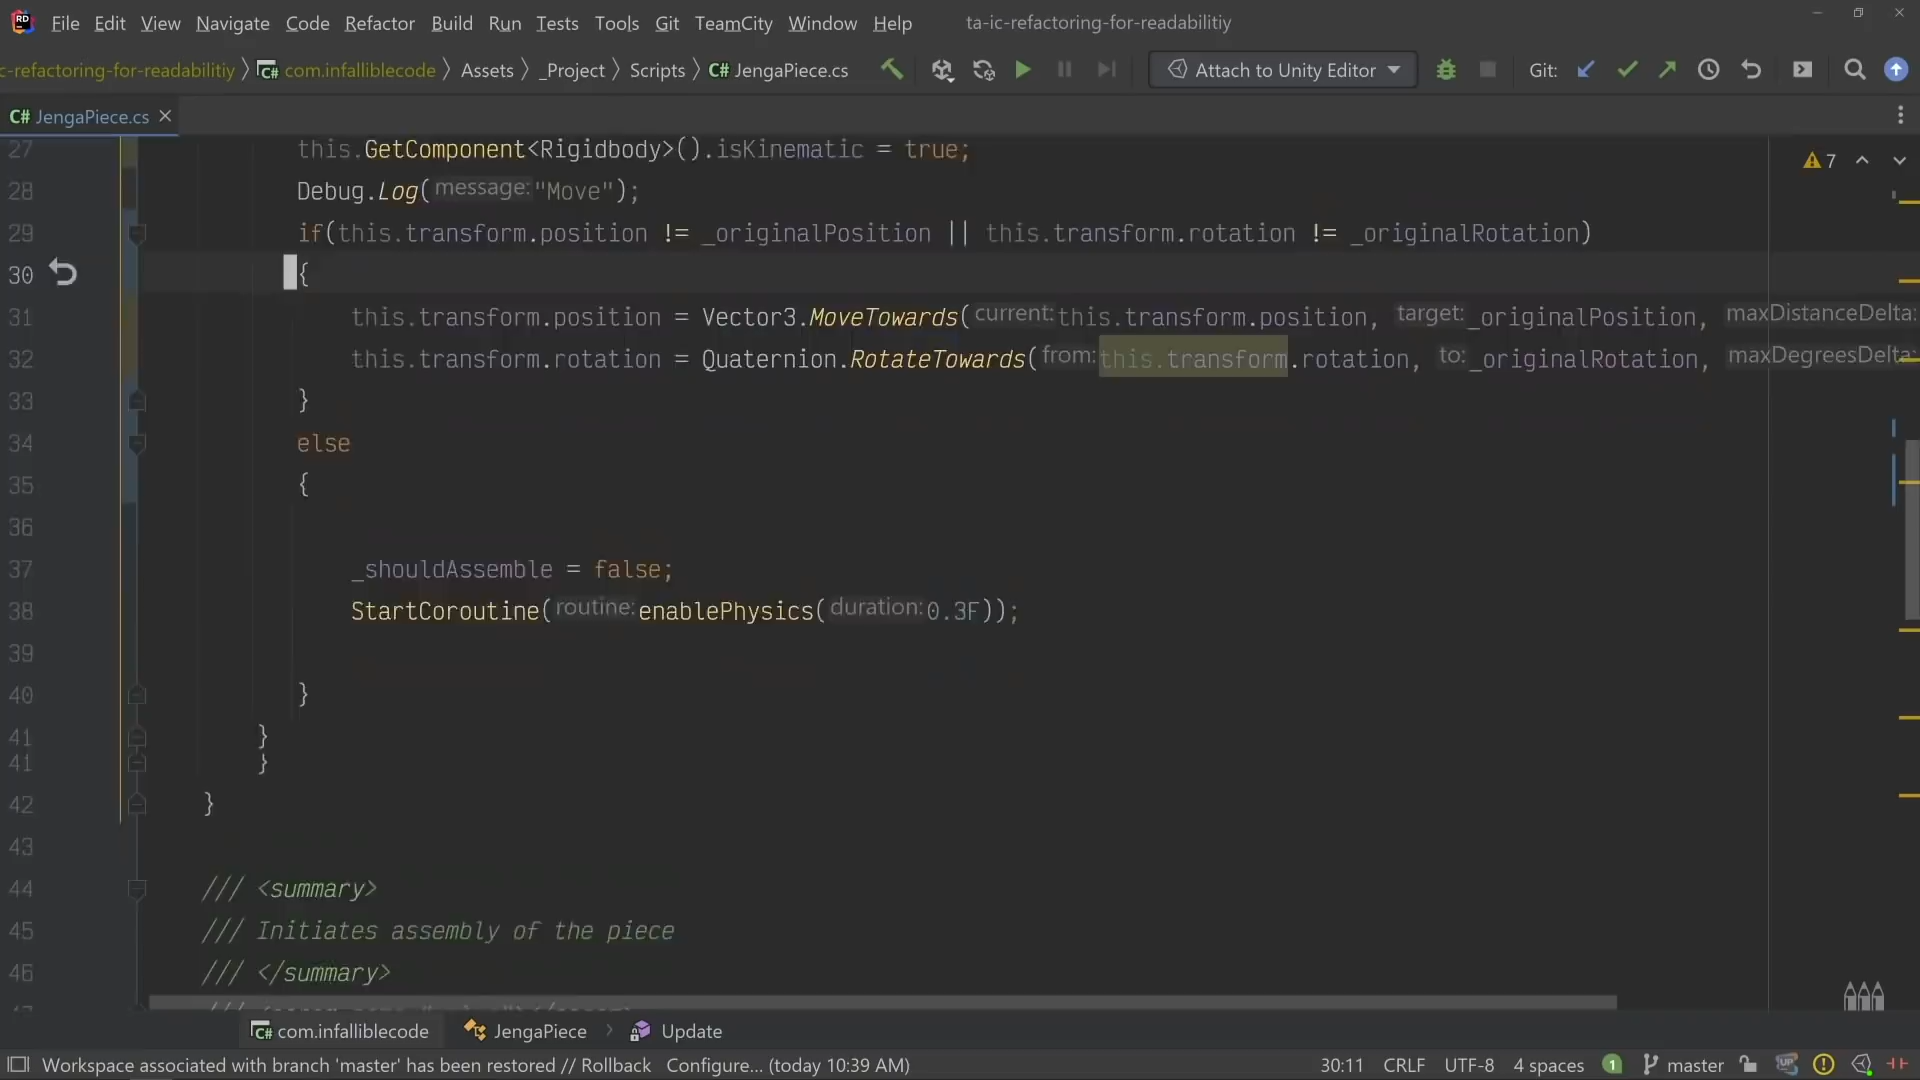 RD File Edit View Navigate Code Refactor Build Run Tests Tools Git TeamCity Window Help ta-ic-refactoring-for-readabilitiy
c-refactoring-for-readabilitiy com.infalliblecode Assets _Project Scripts C# JengaPiece.cs Attach to Unity Editor Git:
C# JengaPiece.cs
27 this.GetComponent<Rigidbody>().isKinematic = true;
7
28 Debug.Log(message:"Move");
29 if(this.transform.position != _originalPosition || this.transform.rotation != _originalRotation)
30 {
31 this.transform.position = Vector3.MoveTowards(current:this.transform.position, target:_originalPosition, maxDistanceDelta:
32 this.transform.rotation = Quaternion.RotateTowards(from:this.transform.rotation, to:_originalRotation, maxDegreesDelta:
33 }
34 else
35 {
36
37 _shouldAssemble = false;
38 StartCoroutine(routine:enablePhysics(duration:0.3F));
39
40 }
41 }
41 }
42 }
43
44 /// <summary>
45 /// Initiates assembly of the piece
46 /// </summary>
C# com.infalliblecode JengaPiece Update
Workspace associated with branch 'master' has been restored // Rollback Configure... (today 10:39 AM) 30:11 CRLF UTF-8 4 spaces 1 master